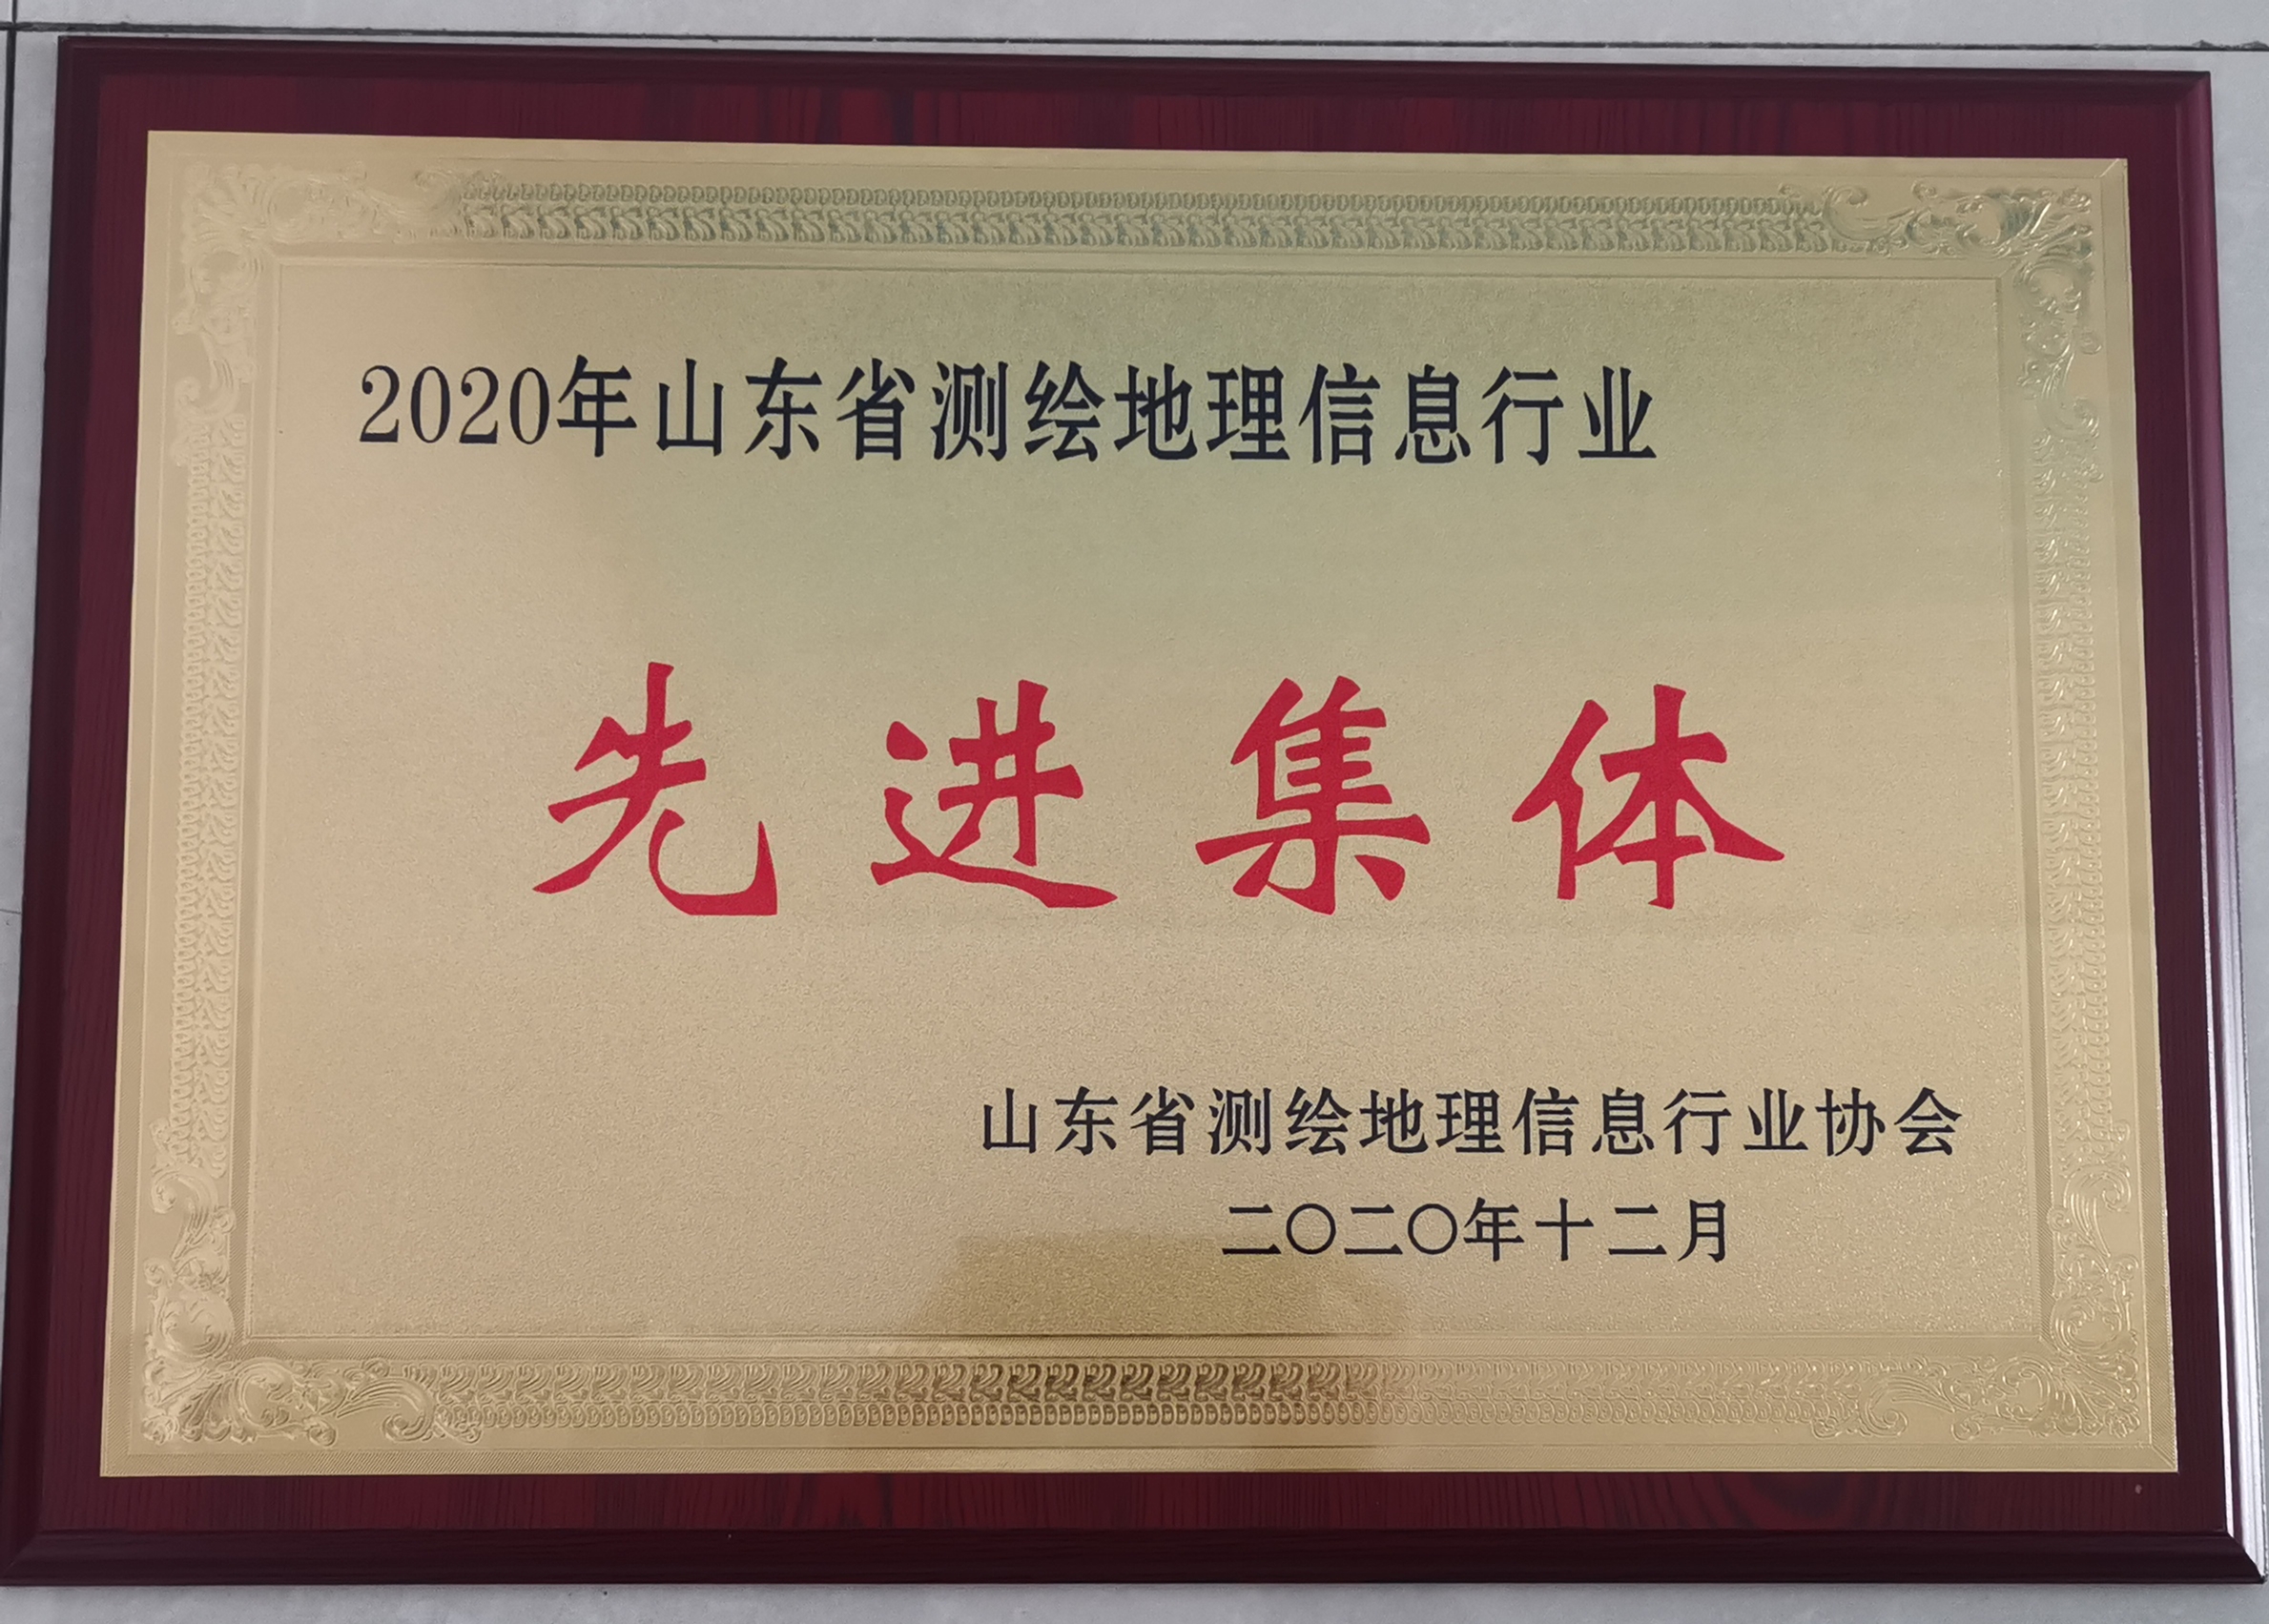 2020年山东省测绘地理信息行业
先进集体
山东省测绘地理信息行业协会
二〇二〇年十二月